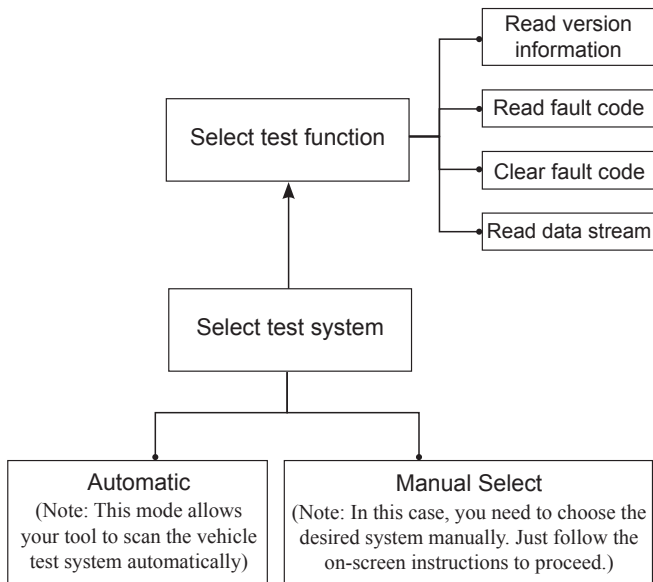 Read version
information
Select test function
Read fault code
Clear fault code
Read data stream
Select test system
Automatic
(Note: This mode allows
your tool to scan the vehicle
test system automatically)
Manual Select
(Note: In this case, you need to choose the
desired system manually. Just follow the
on-screen instructions to proceed.)